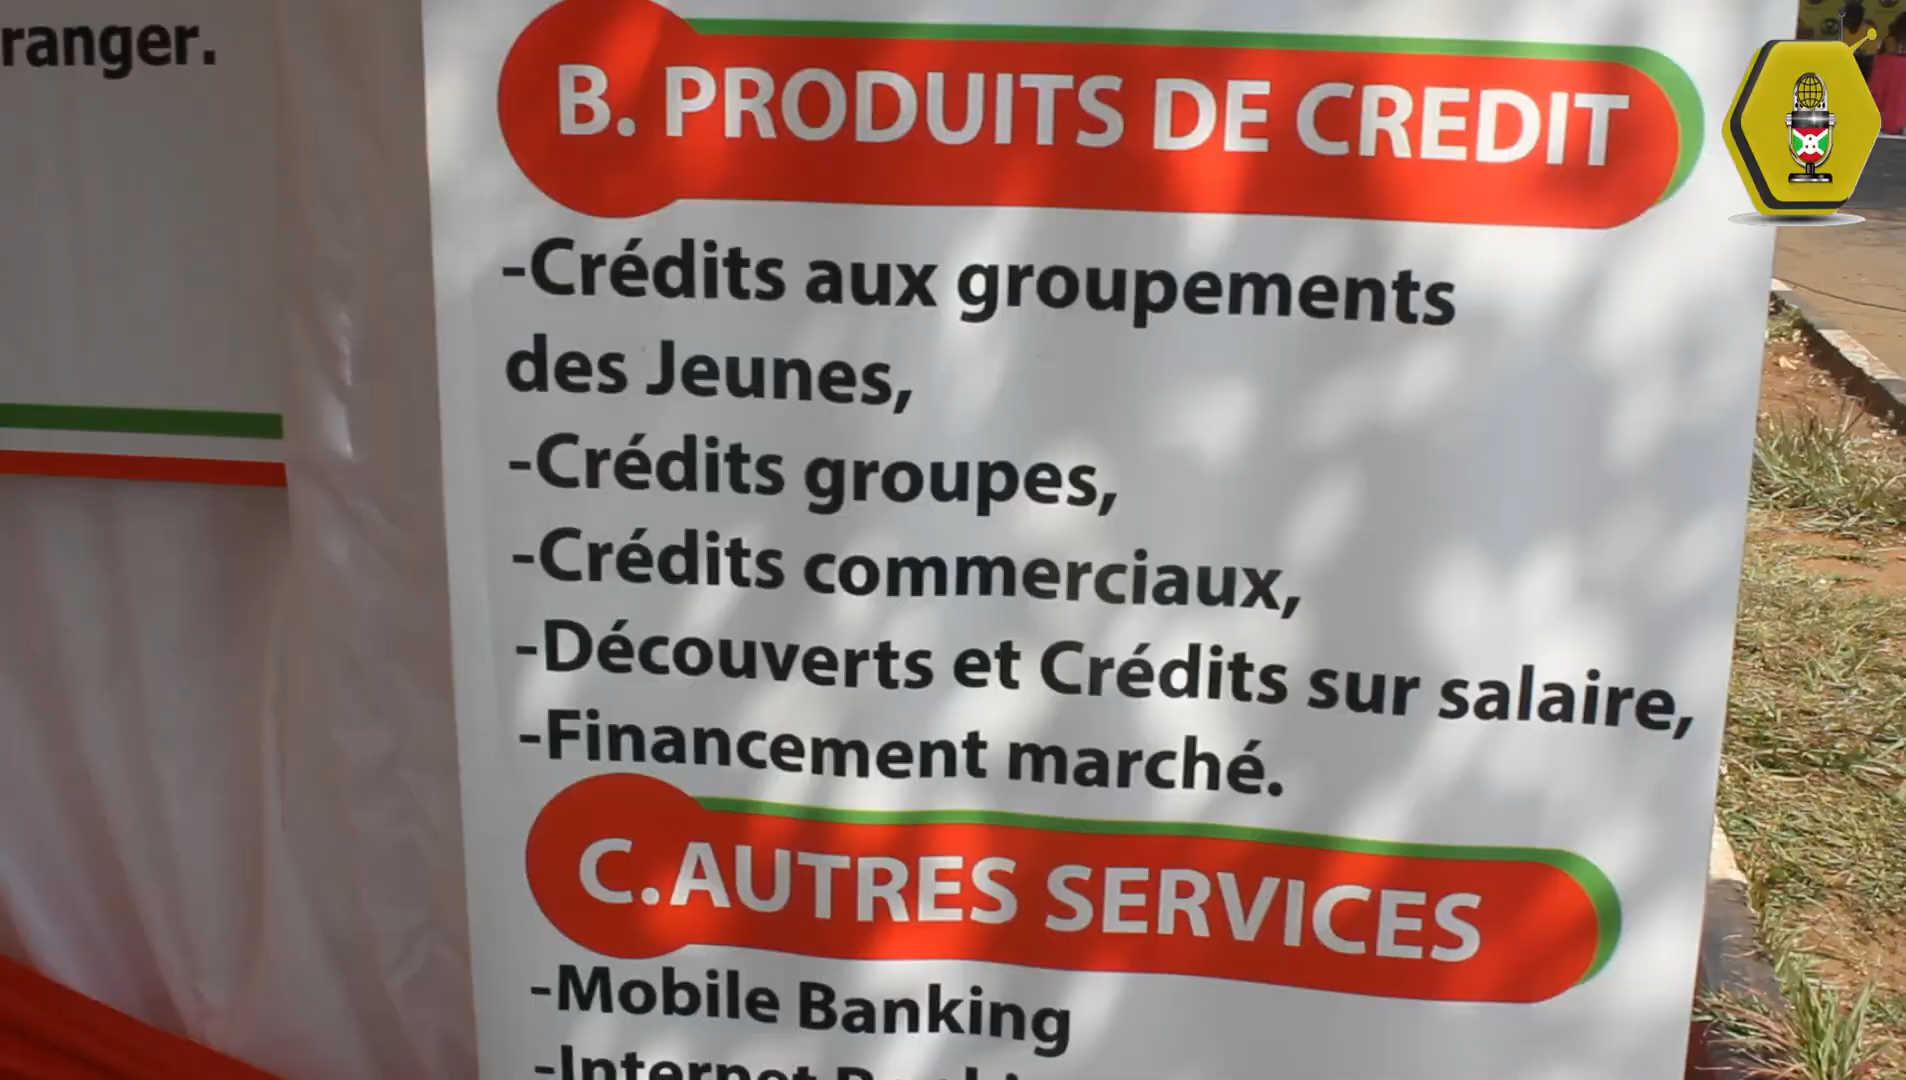 ranger.
B. PRODUITS DE CREDIT
-Crédits aux groupements
des Jeunes,
-Crédits groupes,
-Crédits commerciaux,
-Découverts et Crédits sur salaire,
-Financement marché.
C.AUTRES SERVICES
-Mobile Banking
-Internet